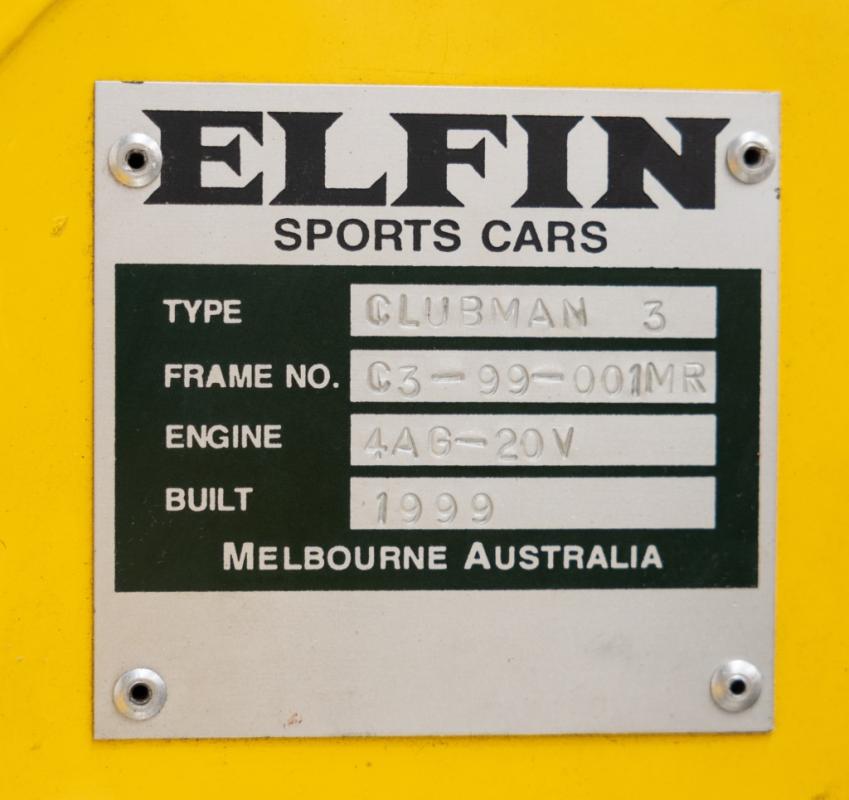 ELFIN
SPORTS CARS
TYPE CLUBMAN 3
FRAME NO. C3-99-001MR
ENGINE 4AG-20V
BUILT 1999
MELBOURNE AUSTRALIA